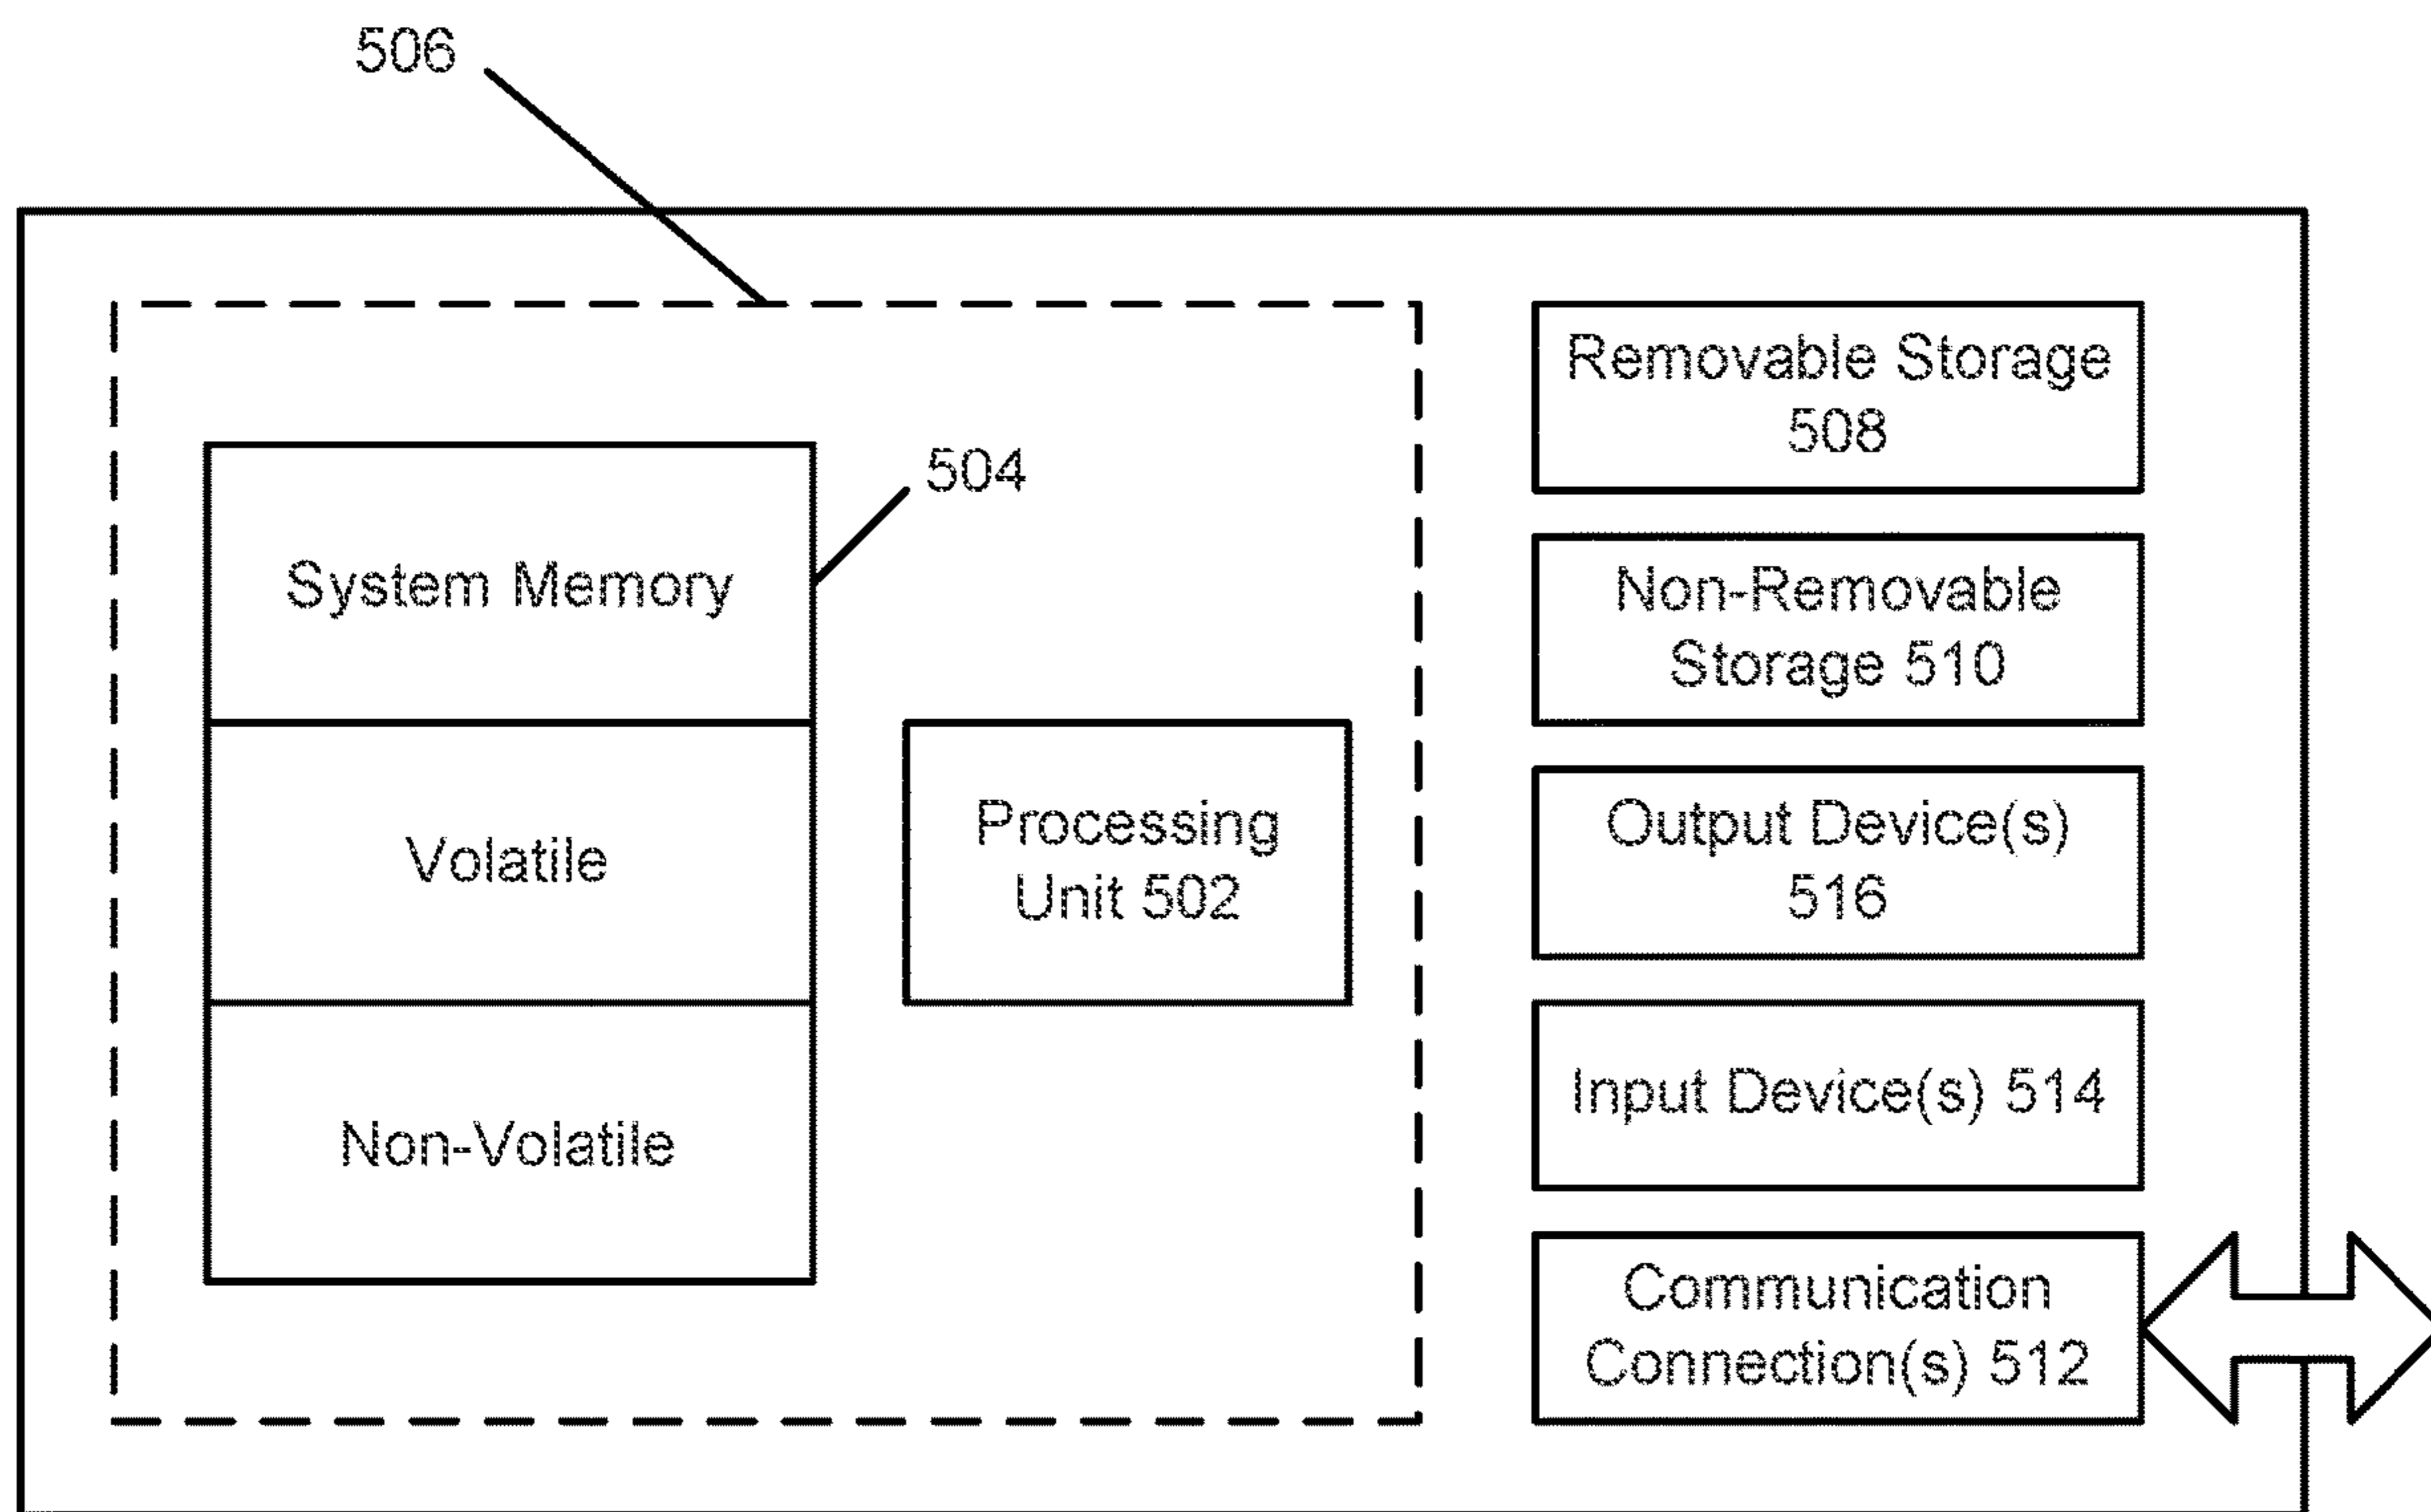 506
504
System Memory
Volatile
Non-Volatile
Processing
Unit 502
Removable Storage
508
Non-Removable
Storage 510
Output Device(s)
516
Input Device(s) 514
Communication
Connection(s) 512